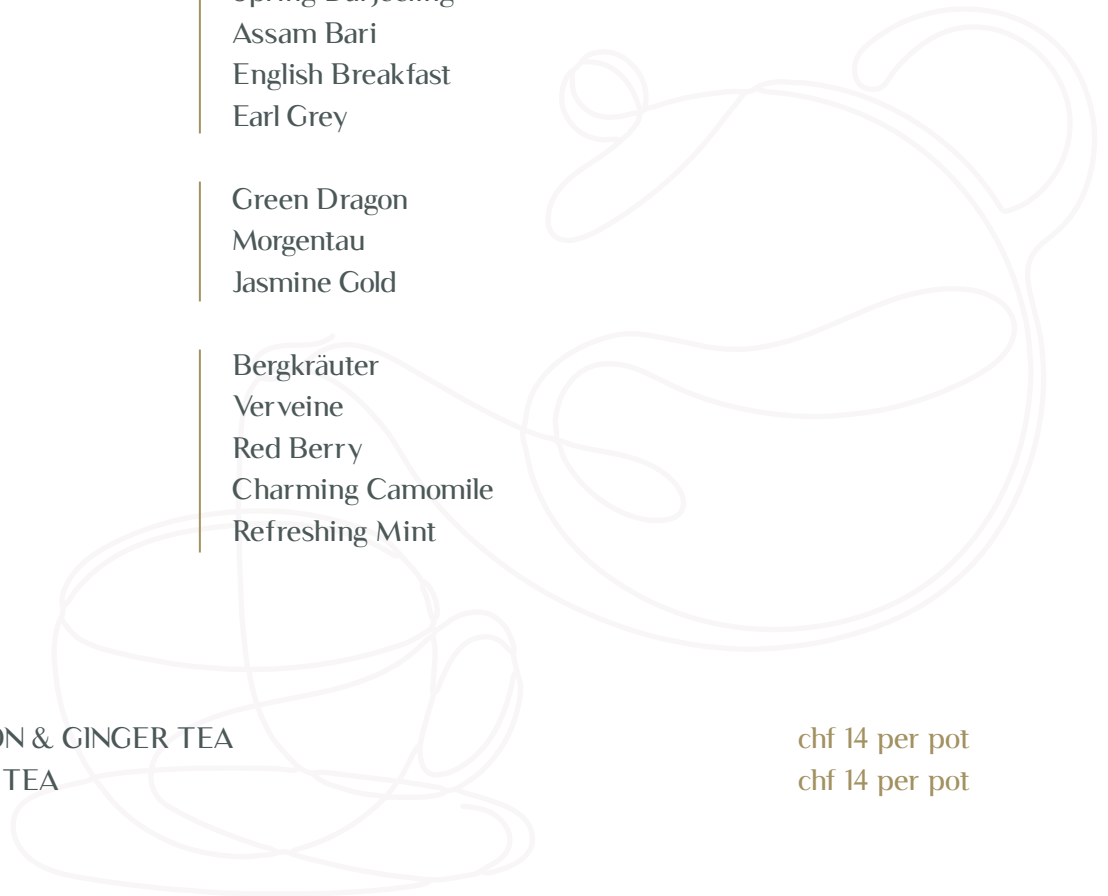 Assam Bari
English Breakfast
Earl Grey
Green Dragon
Morgentau
Jasmine Gold
Bergkräuter
Verveine
Red Berry
Charming Camomile
Refreshing Mint
& GINGER TEA chf 14 per pot
TEA chf 14 per pot